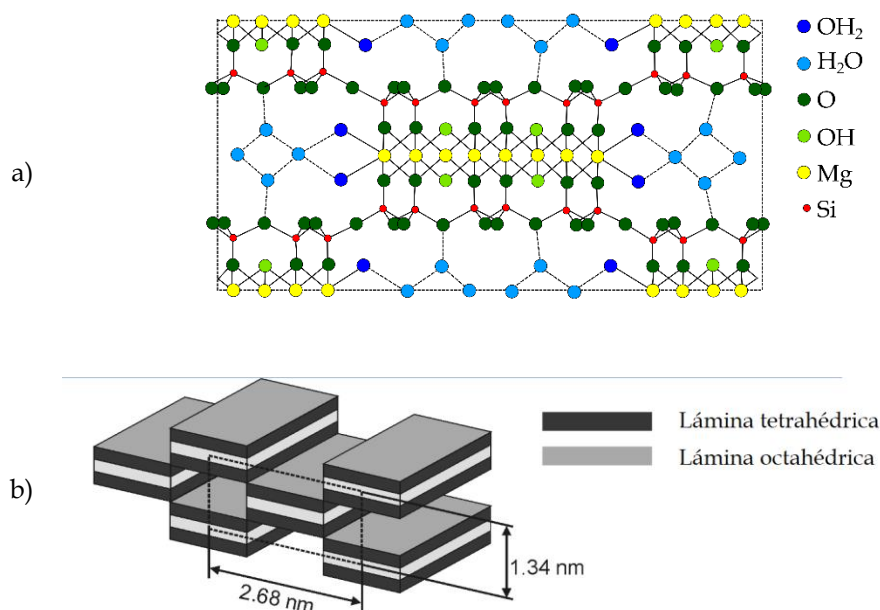 a)
OH₂
H₂O
O
OH
Mg
Si
b)
Lámina tetrahédrica
Lámina octahédrica
1.34 nm
2.68 nm